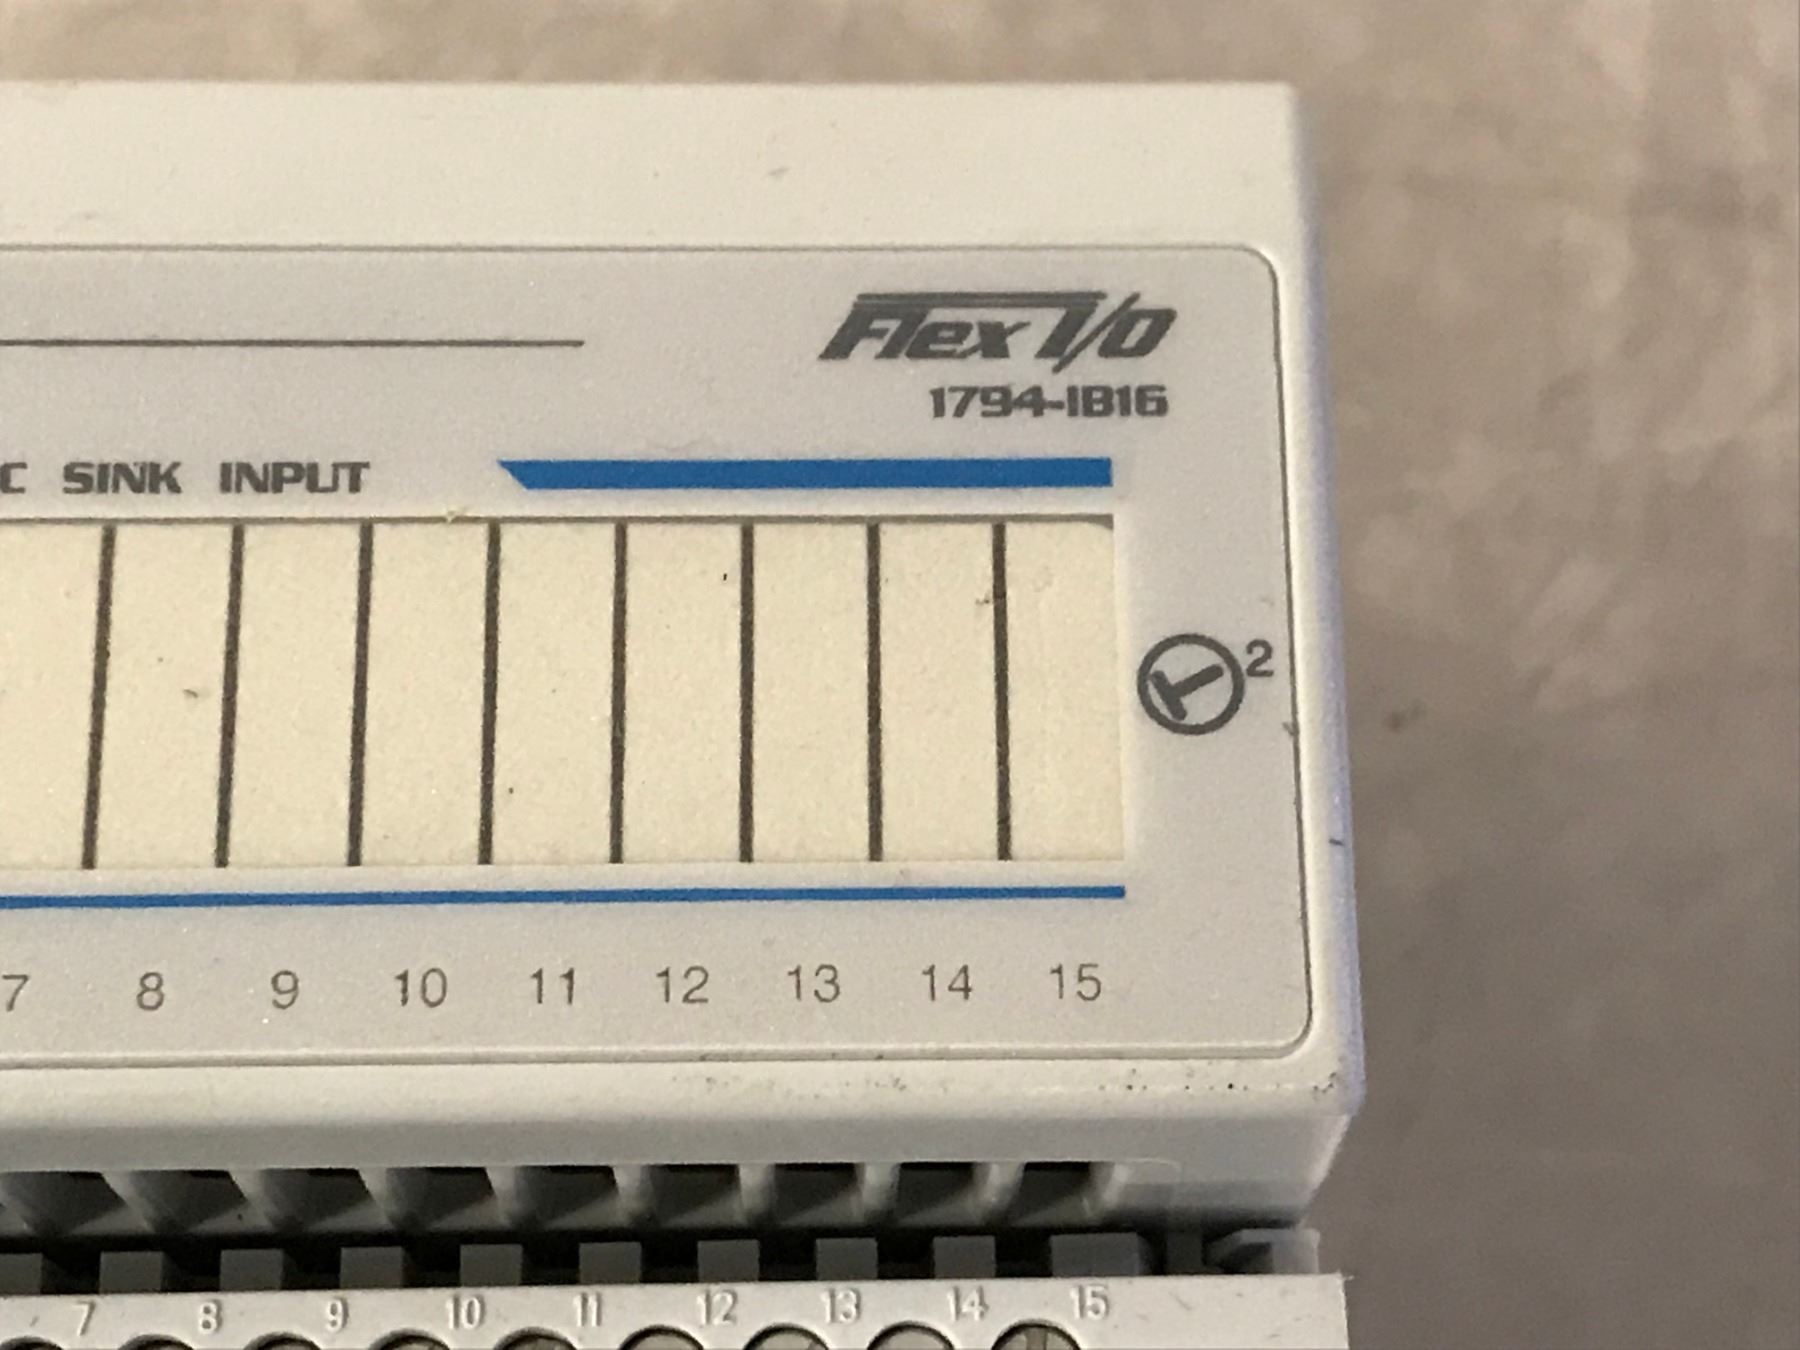 Flex I/O
1794-IB16
C SINK INPUT
2
7 8 9 10 11 12 13 14 15
7 8 9 10 11 12 13 14 15